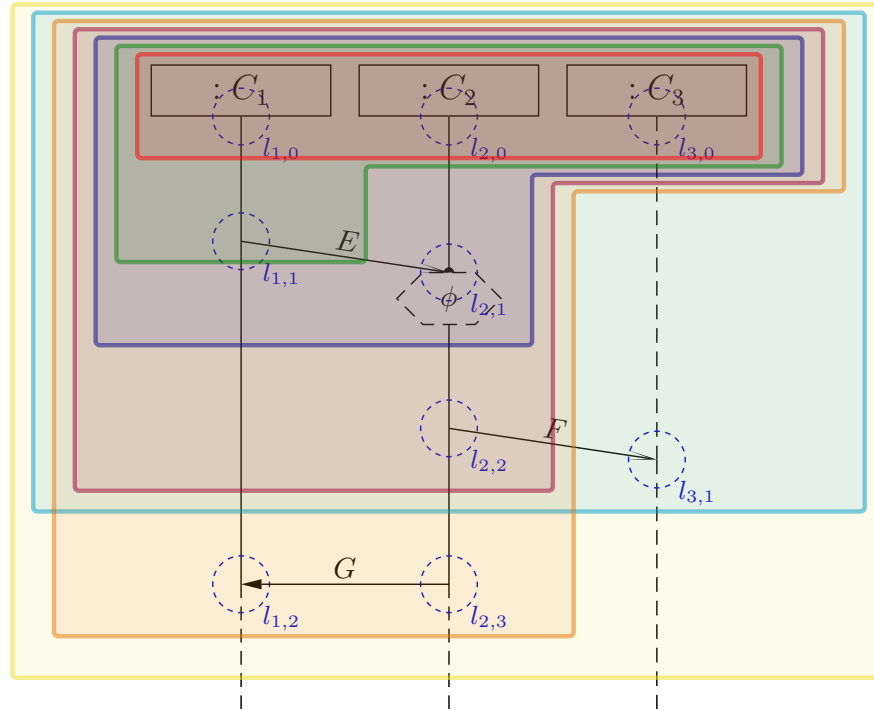 : C₁ : C₂ : C₃
l₁,₀ l₂,₀ l₃,₀
E
l₁,₁ l₂,₁
ϕ
F
l₂,₂ l₃,₁
G
l₁,₂ l₂,₃